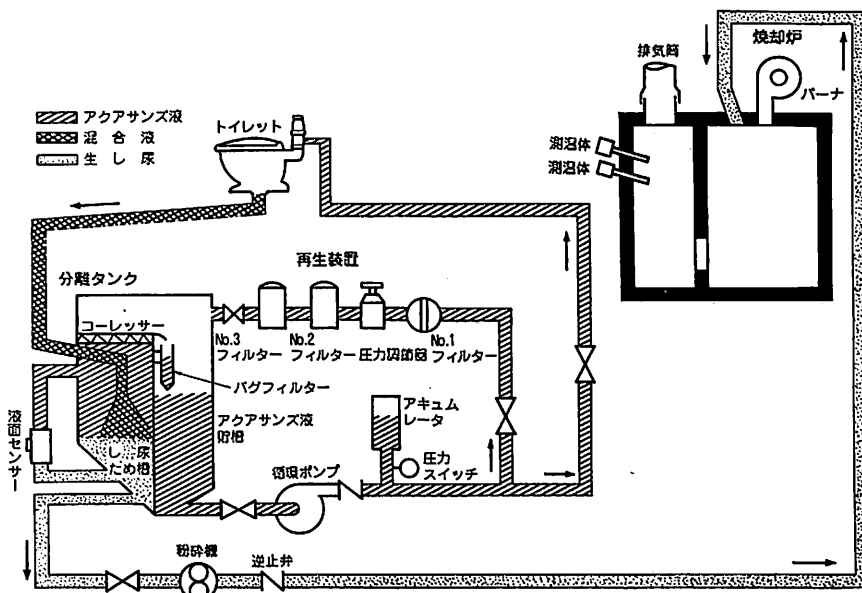 焼却炉
排気筒
バーナ
アクアサンズ液
混合液
生し尿
トイレット
測温体
測温体
再生装置
分離タンク
コーレッサー
No.3
フィルター
No.2
フィルター
圧力調節器
No.1
フィルター
バグフィルター
アキュム
レータ
アクアサンズ液
貯槽
液面センサー
し尿
ため槽
圧力
スイッチ
循環ポンプ
粉砕機
逆止弁